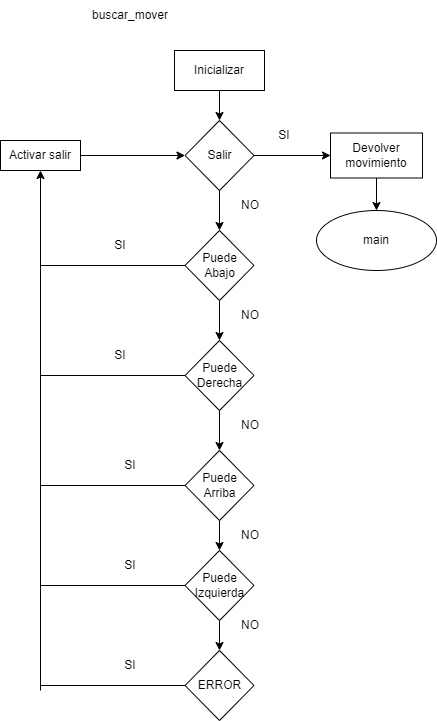 buscar_mover
Inicializar
SI
Activar salir
Salir
Devolver
movimiento
NO
main
SI
Puede
Abajo
NO
SI
Puede
Derecha
NO
SI
Puede
Arriba
NO
SI
Puede
Izquierda
NO
SI
ERROR